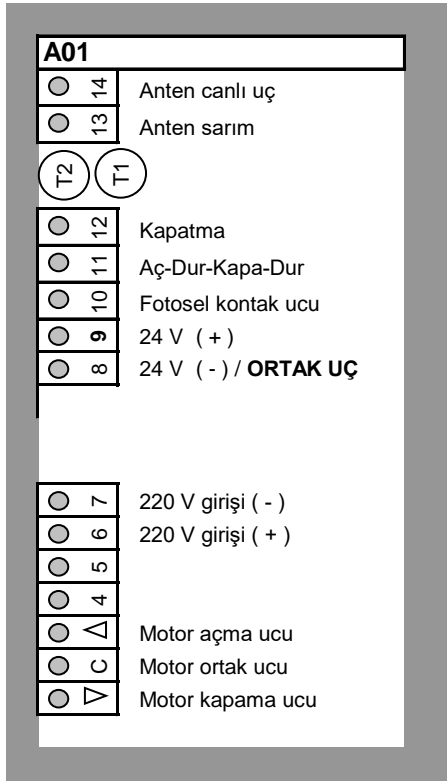 A01
14 Anten canlı uç
13 Anten sarım
T2 T1
12 Kapatma
11 Aç-Dur-Kapa-Dur
10 Fotosel kontak ucu
9 24 V ( + )
8 24 V ( - ) / ORTAK UÇ
7 220 V girişi ( - )
6 220 V girişi ( + )
5
4
Motor açma ucu
C Motor ortak ucu
Motor kapama ucu